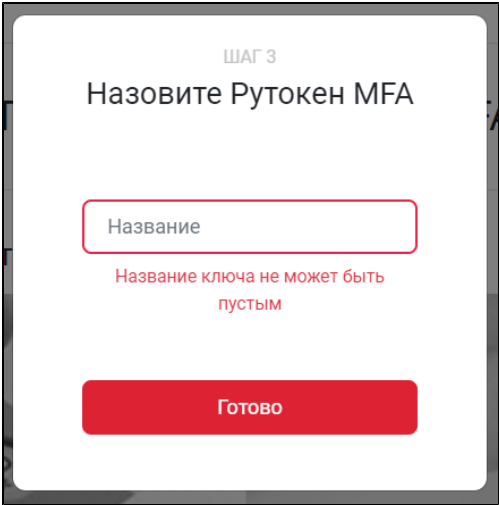 ШАГ 3
Назовите Рутокен MFA
Название
Название ключа не может быть
пустым
Готово